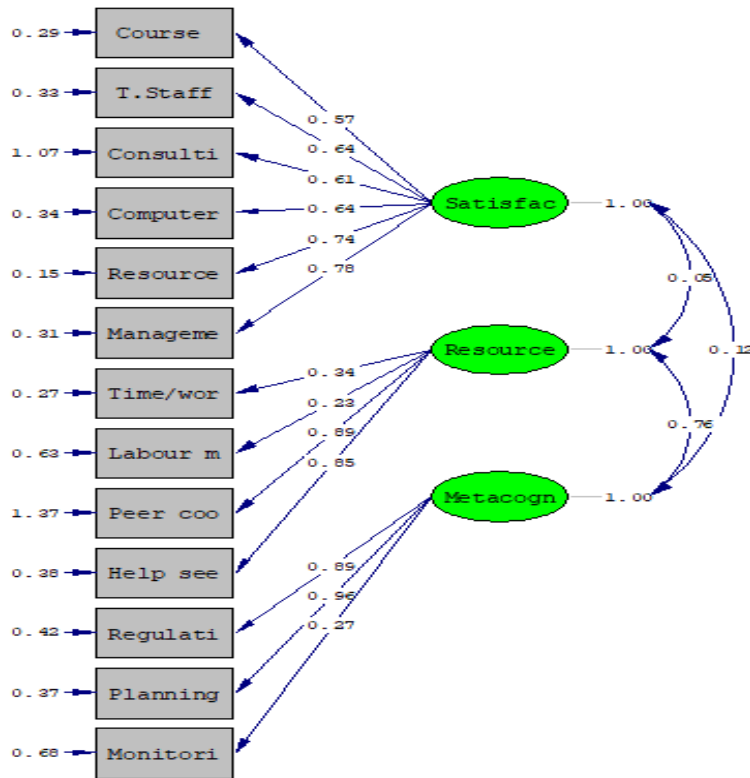 0.29 Course
0.33 T.Staff
1.07 Consulti
0.34 Computer
0.15 Resource
0.31 Manageme
0.27 Time/wor
0.63 Labour m
1.37 Peer coo
0.38 Help see
0.42 Regulati
0.37 Planning
0.68 Monitori
0.57
0.64
0.61
0.64
0.74
0.78
0.34
0.23
0.89
0.85
0.89
0.96
0.27
Satisfac 1.00
Resource 1.00
Metacogn 1.00
0.05
0.12
0.76